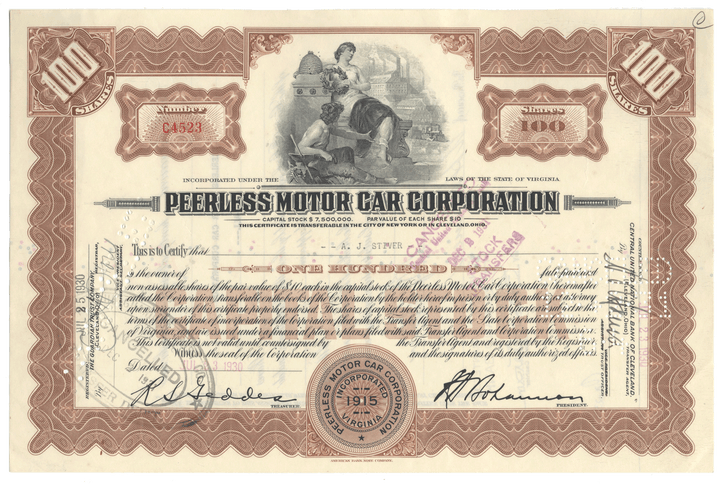 100
SHARES
100
SHARES
Number
C4523
Shares
100
INCORPORATED UNDER THE LAWS OF THE STATE OF VIRGINIA.
PEERLESS MOTOR CAR CORPORATION
CAPITAL STOCK $7,500,000. PAR VALUE OF EACH SHARE $10
THIS CERTIFICATE IS TRANSFERABLE IN THE CITY OF NEW YORK OR IN CLEVELAND, OHIO.
This is to Certify that A. J. STEVER
is the owner of ONE HUNDRED full-paid and
non-assessable shares of the par value of $10 each in the capital stock of the Peerless Motor Car Corporation (hereinafter
called the Corporation) transferable on the books of the Corporation by the holder hereof in person or by duly authorized attorney
upon surrender of this certificate properly endorsed. The shares of capital stock represented by this certificate are subject to the
terms of the certificate of incorporation of the Corporation filed with the Transfer Agent and the State Corporation Commission
of Virginia, and are issued under a financial plan or plans filed with said Transfer Agent and Corporation Commission.
This certificate is not valid until countersigned by the Transfer Agent and registered by the Registrar.
WITNESS the seal of the Corporation and the signatures of its duly authorized officers.
Dated 1930
TREASURER.
PRESIDENT.
PEERLESS MOTOR CAR CORPORATION
INCORPORATED
1915
VIRGINIA
THE GUARDIAN TRUST COMPANY
25 1930
CENTRAL UNITED NATIONAL BANK OF CLEVELAND,
TRANSFER AGENT,
CANCELLED